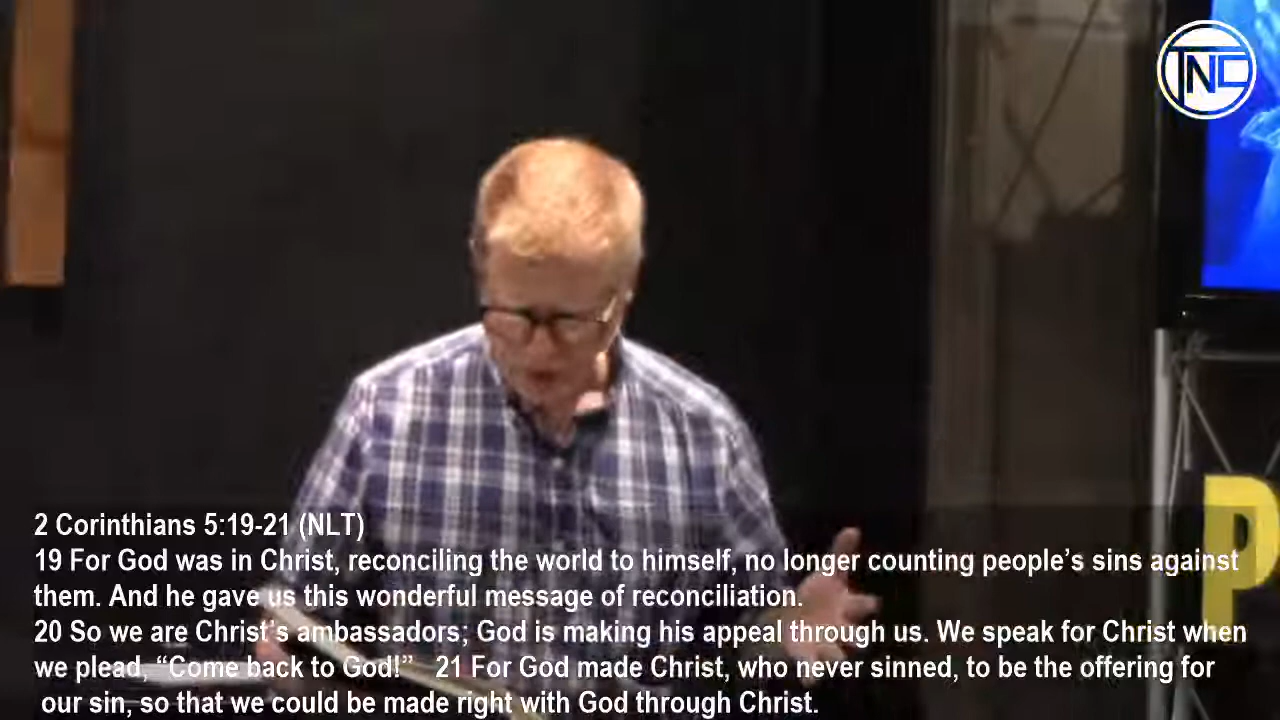 TNC
2 Corinthians 5:19-21 (NLT)
19 For God was in Christ, reconciling the world to himself, no longer counting people’s sins against
them. And he gave us this wonderful message of reconciliation.
20 So we are Christ’s ambassadors; God is making his appeal through us. We speak for Christ when
we plead, “Come back to God!” 21 For God made Christ, who never sinned, to be the offering for
our sin, so that we could be made right with God through Christ.
P